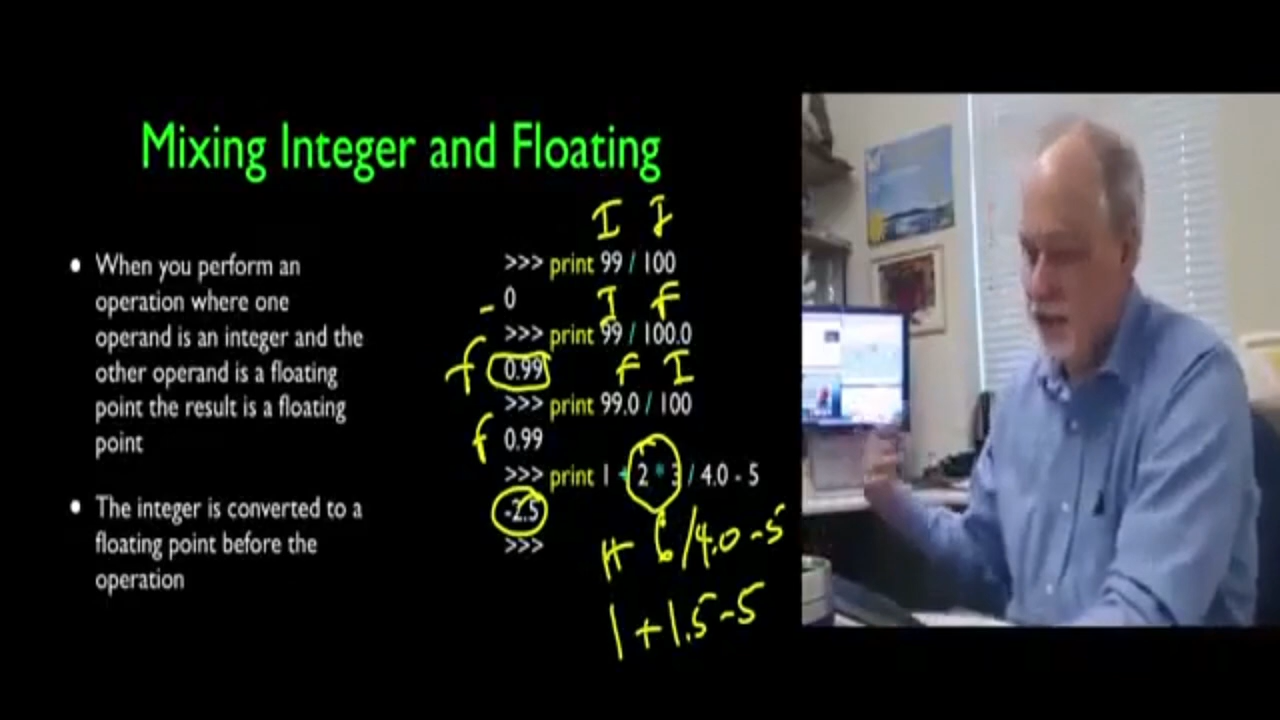 Mixing Integer and Floating
• When you perform an
operation where one
operand is an integer and the
other operand is a floating
point the result is a floating
point
• The integer is converted to a
floating point before the
operation
I I
>>> print 99 / 100
0
I F
>>> print 99 / 100.0
f 0.99
F I
>>> print 99.0 / 100
f 0.99
>>> print 1 + 2 * 3 / 4.0 - 5
-2.5
>>>
1+ 6/4.0-5
1+1.5-5